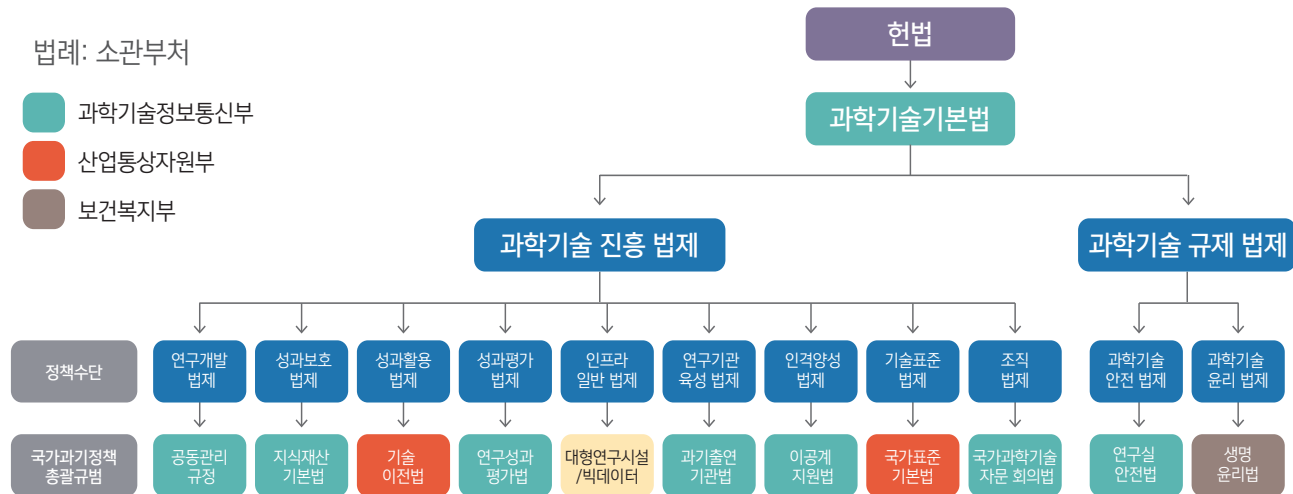 헌법
법례: 소관부처
과학기술정보통신부
산업통상자원부
보건복지부
과학기술기본법
과학기술 진흥 법제
과학기술 규제 법제
정책수단
연구개발
법제
성과보호
법제
성과활용
법제
성과평가
법제
인프라
일반 법제
연구기관
육성 법제
인격양성
법제
기술표준
법제
조직
법제
과학기술
안전 법제
과학기술
윤리 법제
국가과기정책
총괄규범
공동관리
규정
지식재산
기본법
기술
이전법
연구성과
평가법
대형연구시설
/빅데이터
과기출연
기관법
이공계
지원법
국가표준
기본법
국가과학기술
자문 회의법
연구실
안전법
생명
윤리법